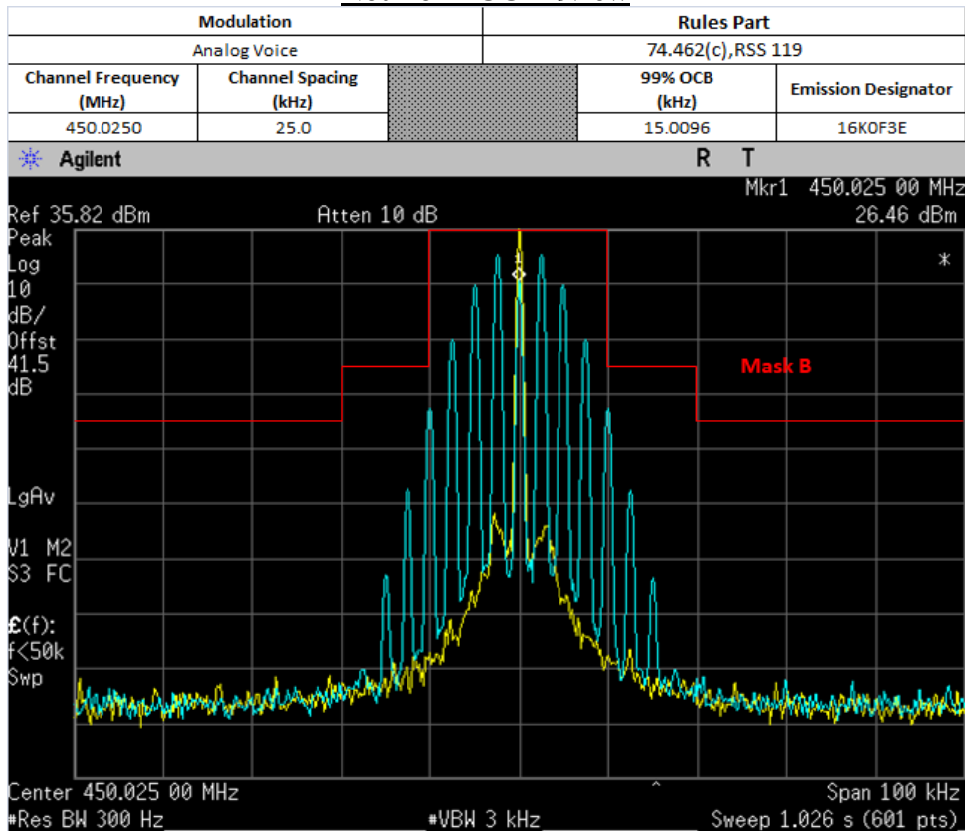 Modulation Rules Part
Analog Voice 74.462(c),RSS 119
Channel Frequency (MHz) Channel Spacing (kHz) 99% OCB (kHz) Emission Designator
450.0250 25.0 15.0096 16K0F3E
Agilent R T
Mkr1 450.025 00 MHz
Ref 35.82 dBm Atten 10 dB 26.46 dBm
Peak
Log
10
dB/
Offst
41.5
dB
Mask B
1
*
LgAv
V1 M2
S3 FC
£(f):
f<50k
Swp
Center 450.025 00 MHz ^ Span 100 kHz
#Res BW 300 Hz #VBW 3 kHz Sweep 1.026 s (601 pts)